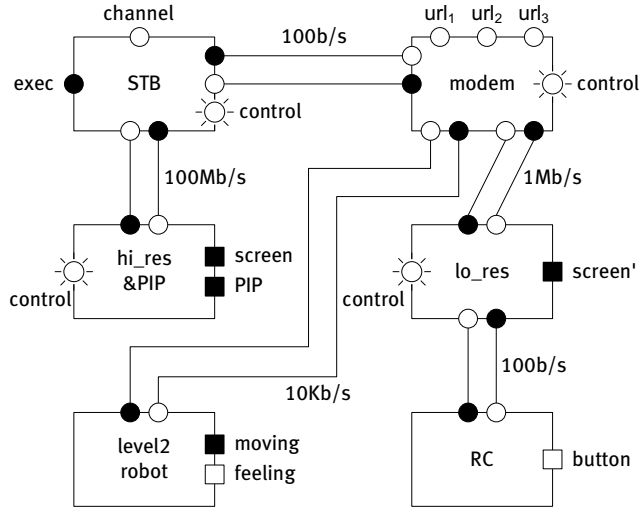 channel
url₁ url₂ url₃
100b/s
exec STB modem control
control
100Mb/s 1Mb/s
hi_res screen lo_res screen'
&PIP PIP
control control
100b/s
10Kb/s
level2 moving RC button
robot feeling